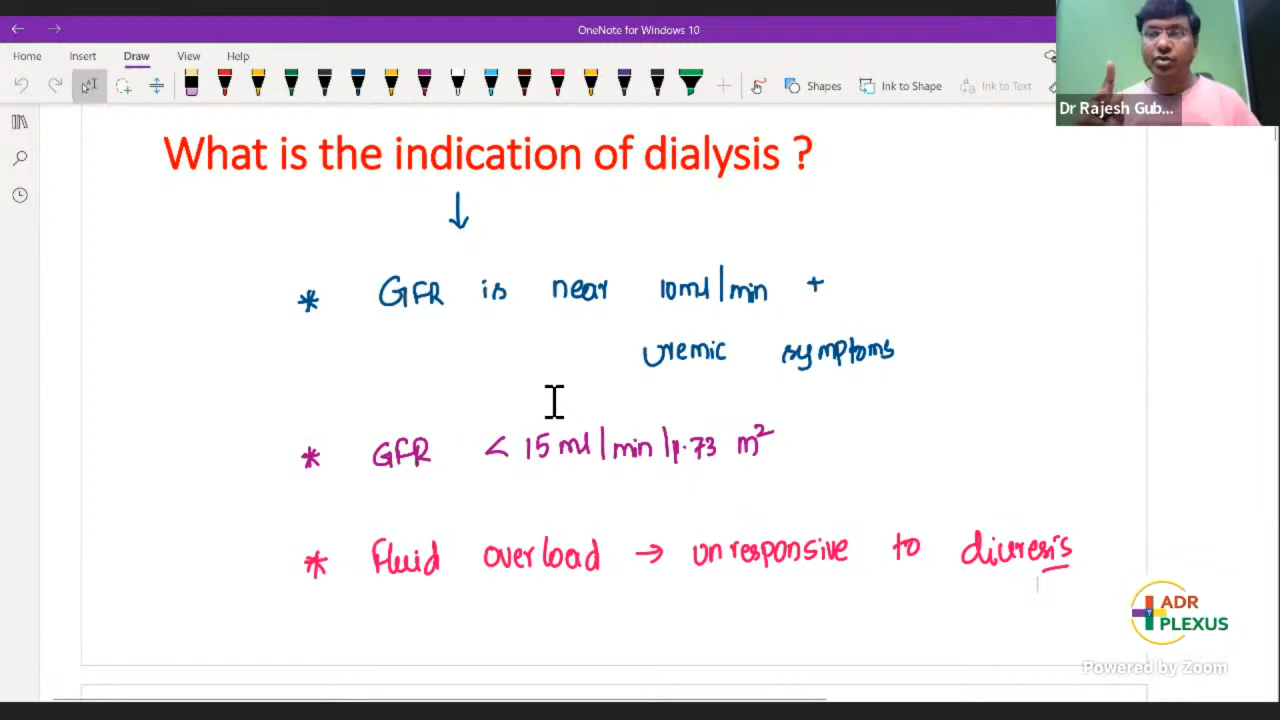 OneNote for Windows 10
Home Insert Draw View Help
Shapes Ink to Shape Ink to Text
Dr Rajesh Gub...
What is the indication of dialysis ?
↓
* GFR is near 10ml/min +
uremic symptoms
* GFR < 15 ml/min/1.73 m²
* Fluid overload → unresponsive to diuresis
ADR
PLEXUS
Powered by Zoom